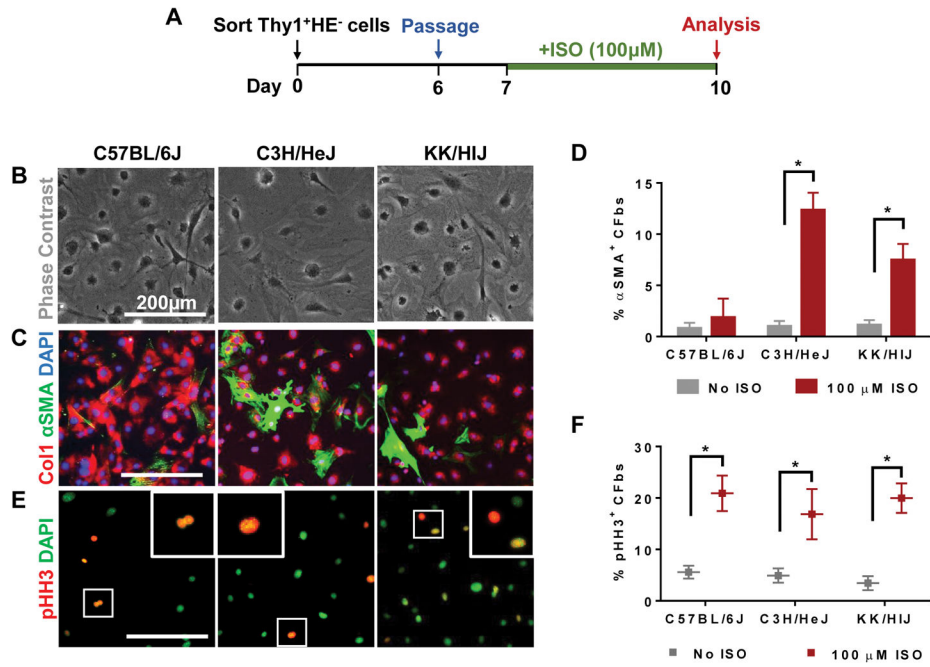 A
Sort Thy1⁺HE⁻ cells
Passage
+ISO (100µM)
Analysis
Day
0
6
7
10
C57BL/6J
C3H/HeJ
KK/HIJ
B
Phase Contrast
200µm
C
Col1 αSMA DAPI
E
pHH3 DAPI
D
% αSMA⁺ CFbs
15
10
5
0
*
*
C57BL/6J
C3H/HeJ
KK/HIJ
No ISO
100 µM ISO
F
% pHH3⁺ CFbs
30
20
10
0
*
*
*
C57BL/6J
C3H/HeJ
KK/HIJ
No ISO
100 µM ISO